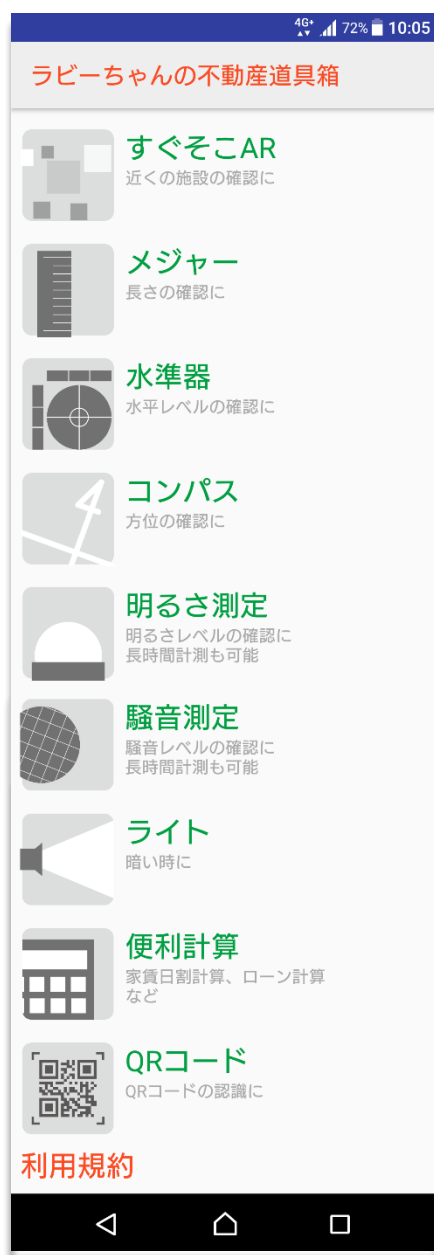 4G+ 72% 10:05
ラビーちゃんの不動産道具箱
すぐそこAR
近くの施設の確認に
メジャー
長さの確認に
水準器
水平レベルの確認に
コンパス
方位の確認に
明るさ測定
明るさレベルの確認に
長時間計測も可能
騒音測定
騒音レベルの確認に
長時間計測も可能
ライト
暗い時に
便利計算
家賃日割計算、ローン計算
など
QRコード
QRコードの認識に
利用規約